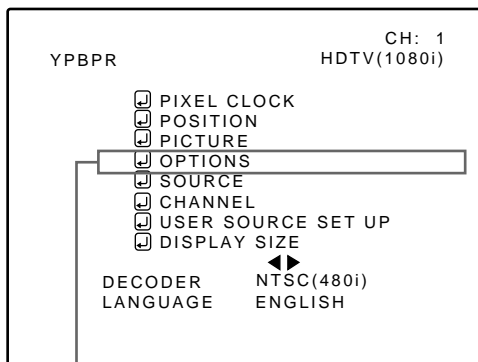 CH: 1
YPBPR HDTV(1080i)
PIXEL CLOCK
POSITION
PICTURE
OPTIONS
SOURCE
CHANNEL
USER SOURCE SET UP
DISPLAY SIZE
DECODER NTSC(480i)
LANGUAGE ENGLISH